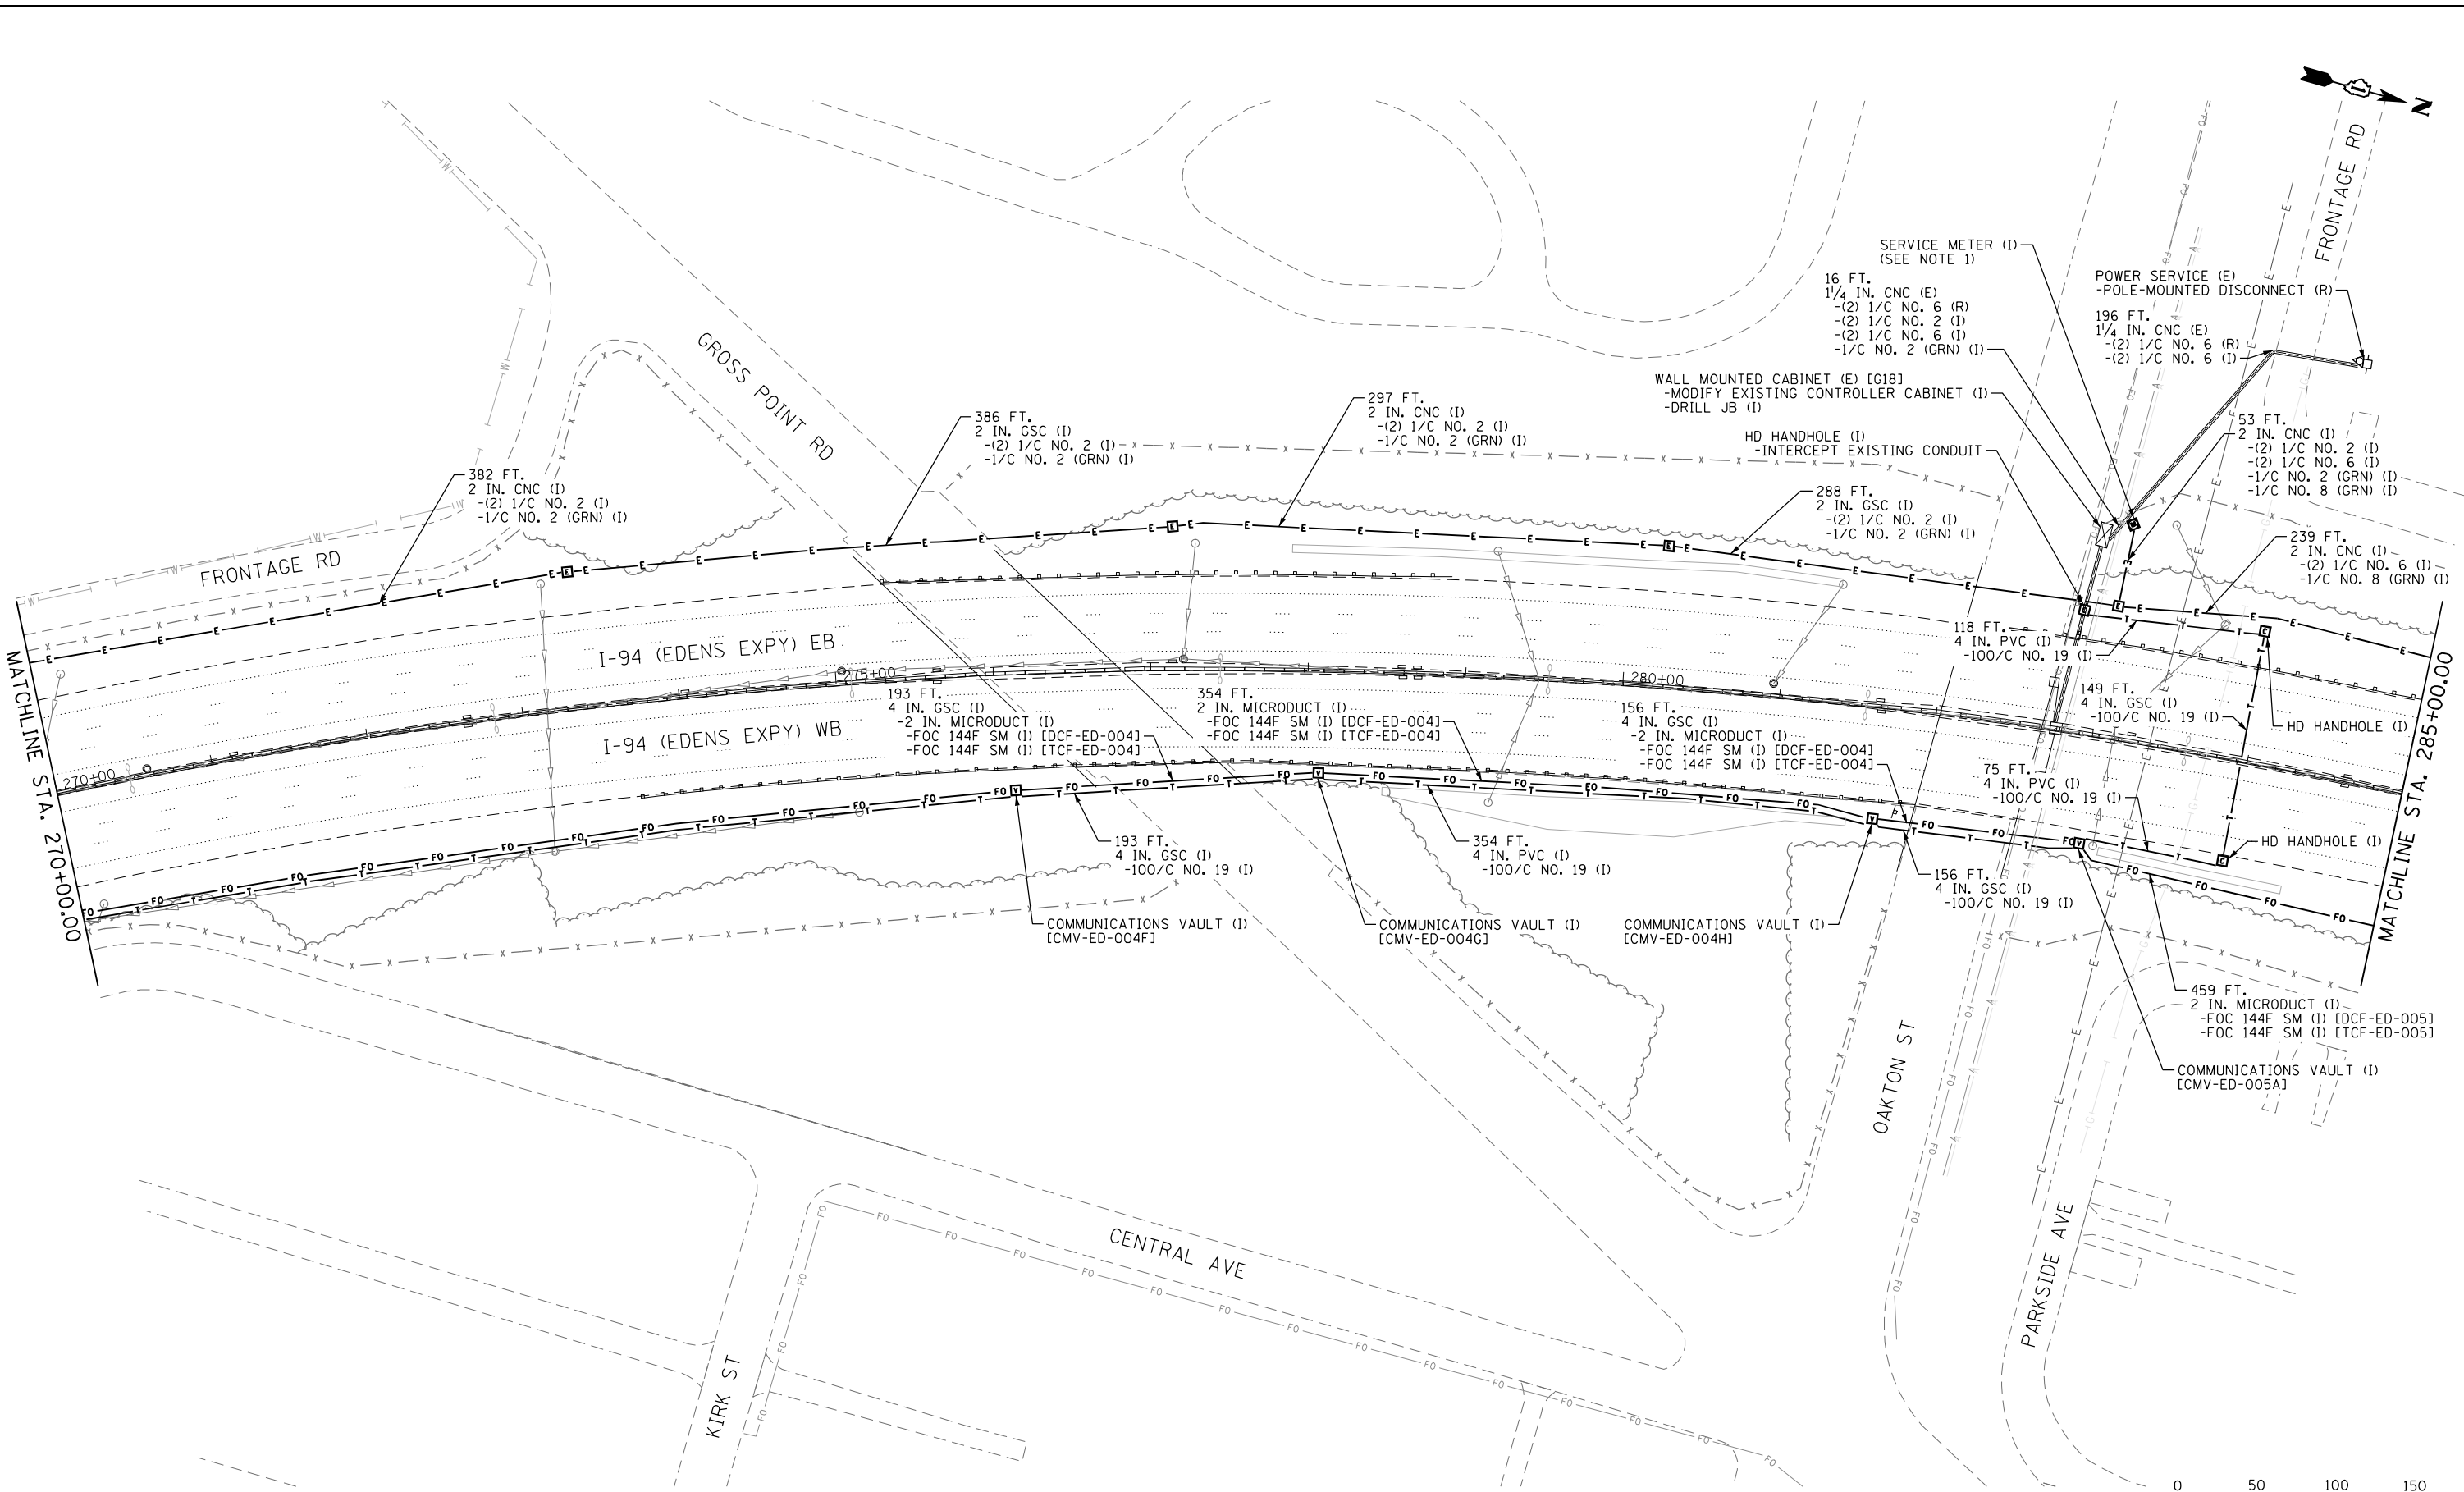 N
FRONTAGE RD
SERVICE METER (I)
(SEE NOTE 1)
16 FT.
1 1/4 IN. CNC (E)
-(2) 1/C NO. 6 (R)
-(2) 1/C NO. 2 (I)
-(2) 1/C NO. 6 (I)
-1/C NO. 2 (GRN) (I)
POWER SERVICE (E)
-POLE-MOUNTED DISCONNECT (R)
196 FT.
1 1/4 IN. CNC (E)
-(2) 1/C NO. 6 (R)
-(2) 1/C NO. 6 (I)
WALL MOUNTED CABINET (E) [G18]
-MODIFY EXISTING CONTROLLER CABINET (I)
-DRILL JB (I)
HD HANDHOLE (I)
-INTERCEPT EXISTING CONDUIT
53 FT.
2 IN. CNC (I)
-(2) 1/C NO. 2 (I)
-(2) 1/C NO. 6 (I)
-1/C NO. 2 (GRN) (I)
-1/C NO. 8 (GRN) (I)
GROSS POINT RD
382 FT.
2 IN. CNC (I)
-(2) 1/C NO. 2 (I)
-1/C NO. 2 (GRN) (I)
386 FT.
2 IN. GSC (I)
-(2) 1/C NO. 2 (I)
-1/C NO. 2 (GRN) (I)
297 FT.
2 IN. CNC (I)
-(2) 1/C NO. 2 (I)
-1/C NO. 2 (GRN) (I)
288 FT.
2 IN. GSC (I)
-(2) 1/C NO. 2 (I)
-1/C NO. 2 (GRN) (I)
239 FT.
2 IN. CNC (I)
-(2) 1/C NO. 6 (I)
-1/C NO. 8 (GRN) (I)
FRONTAGE RD
I-94 (EDENS EXPY) EB
I-94 (EDENS EXPY) WB
MATCHLINE STA. 270+00.00
270+00
275+00
280+00
MATCHLINE STA. 285+00.00
118 FT.
4 IN. PVC (I)
-100/C NO. 19 (I)
149 FT.
4 IN. GSC (I)
-100/C NO. 19 (I)
HD HANDHOLE (I)
193 FT.
4 IN. GSC (I)
-2 IN. MICRODUCT (I)
-FOC 144F SM (I) [DCF-ED-004]
-FOC 144F SM (I) [TCF-ED-004]
354 FT.
2 IN. MICRODUCT (I)
-FOC 144F SM (I) [DCF-ED-004]
-FOC 144F SM (I) [TCF-ED-004]
156 FT.
4 IN. GSC (I)
-2 IN. MICRODUCT (I)
-FOC 144F SM (I) [DCF-ED-004]
-FOC 144F SM (I) [TCF-ED-004]
75 FT.
4 IN. PVC (I)
-100/C NO. 19 (I)
HD HANDHOLE (I)
193 FT.
4 IN. GSC (I)
-100/C NO. 19 (I)
354 FT.
4 IN. PVC (I)
-100/C NO. 19 (I)
156 FT.
4 IN. GSC (I)
-100/C NO. 19 (I)
COMMUNICATIONS VAULT (I)
[CMV-ED-004F]
COMMUNICATIONS VAULT (I)
[CMV-ED-004G]
COMMUNICATIONS VAULT (I)
[CMV-ED-004H]
459 FT.
2 IN. MICRODUCT (I)
-FOC 144F SM (I) [DCF-ED-005]
-FOC 144F SM (I) [TCF-ED-005]
COMMUNICATIONS VAULT (I)
[CMV-ED-005A]
OAKTON ST
CENTRAL AVE
PARKSIDE AVE
KIRK ST
0 50 100 150